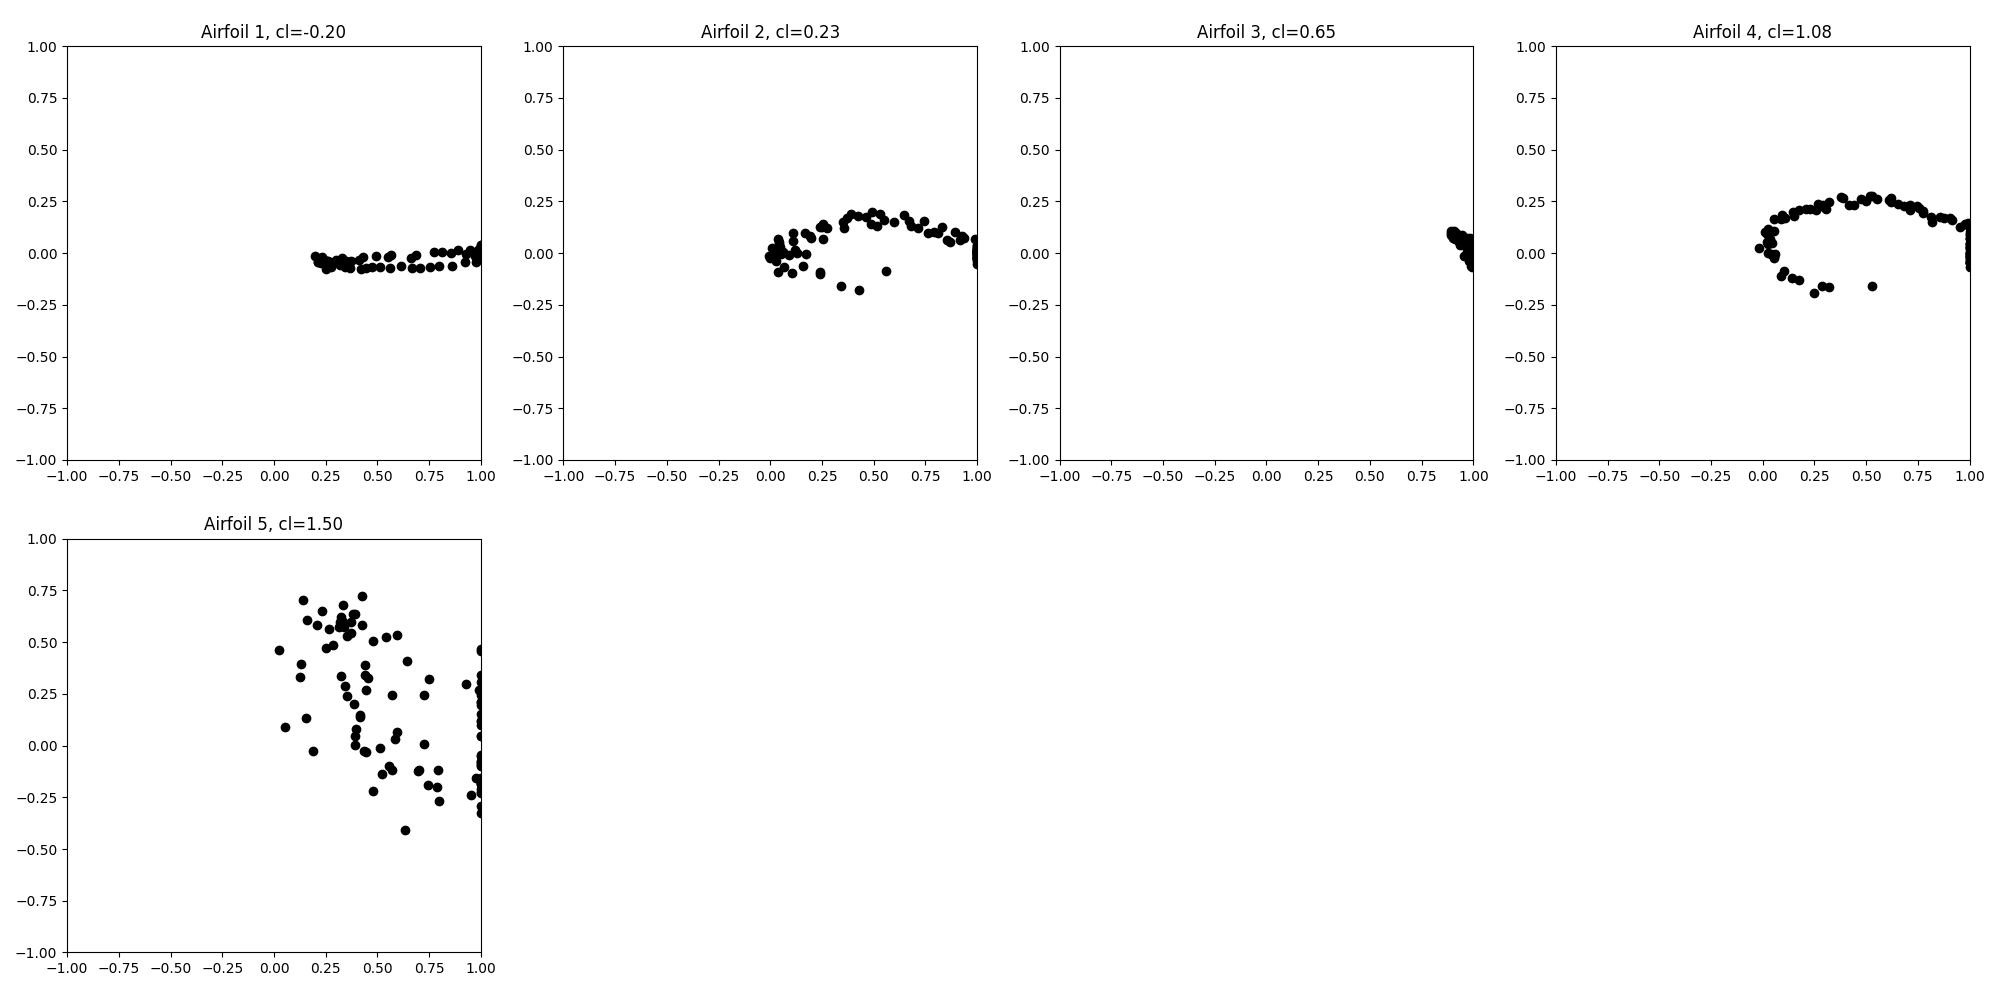 Airfoil 1, cl=-0.20
Airfoil 2, cl=0.23
Airfoil 3, cl=0.65
Airfoil 4, cl=1.08
1.00 1.00 1.00 1.00
0.75 0.75 0.75 0.75
0.50 0.50 0.50 0.50
0.25 0.25 0.25 0.25
0.00 0.00 0.00 0.00
−0.25 −0.25 −0.25 −0.25
−0.50 −0.50 −0.50 −0.50
−0.75 −0.75 −0.75 −0.75
−1.00 −1.00 −1.00 −1.00
−1.00 −0.75 −0.50 −0.25 0.00 0.25 0.50 0.75 1.00
−1.00 −0.75 −0.50 −0.25 0.00 0.25 0.50 0.75 1.00
−1.00 −0.75 −0.50 −0.25 0.00 0.25 0.50 0.75 1.00
−1.00 −0.75 −0.50 −0.25 0.00 0.25 0.50 0.75 1.00
Airfoil 5, cl=1.50
1.00
0.75
0.50
0.25
0.00
−0.25
−0.50
−0.75
−1.00
−1.00 −0.75 −0.50 −0.25 0.00 0.25 0.50 0.75 1.00